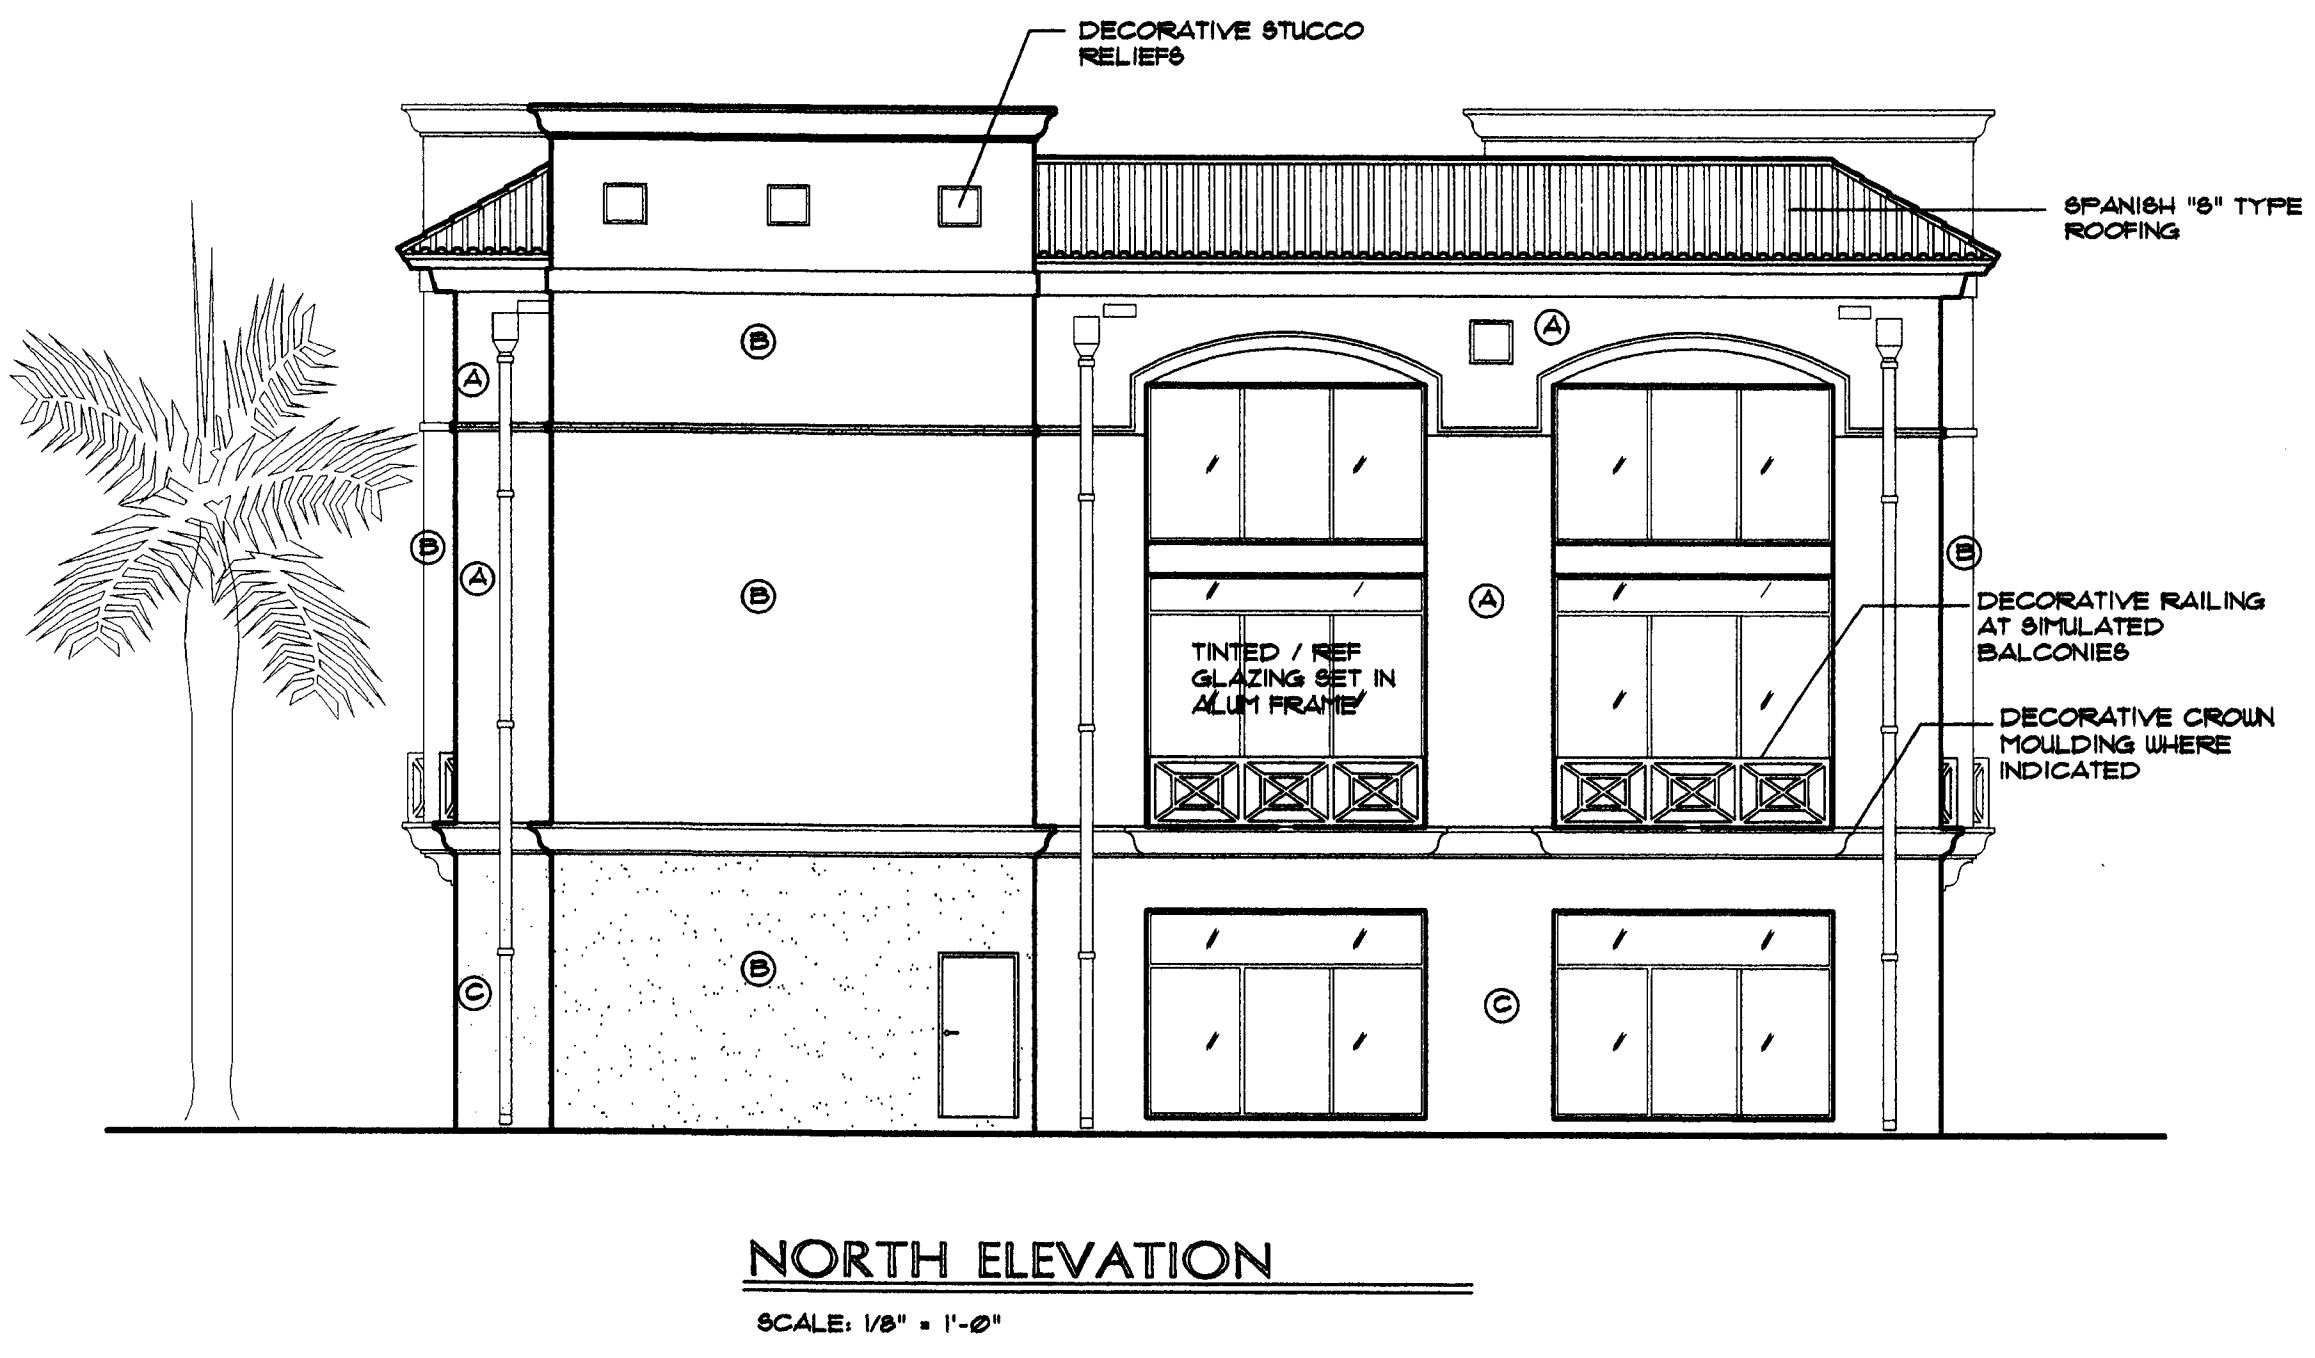 DECORATIVE STUCCO
RELIEFS
SPANISH "S" TYPE
ROOFING
B
A
A
B
A
B
B
A
DECORATIVE RAILING
AT SIMULATED
BALCONIES
TINTED / REF
GLAZING SET IN
ALUM FRAME
DECORATIVE CROWN
MOULDING WHERE
INDICATED
B
C
C
NORTH ELEVATION
SCALE: 1/8" = 1'-0"